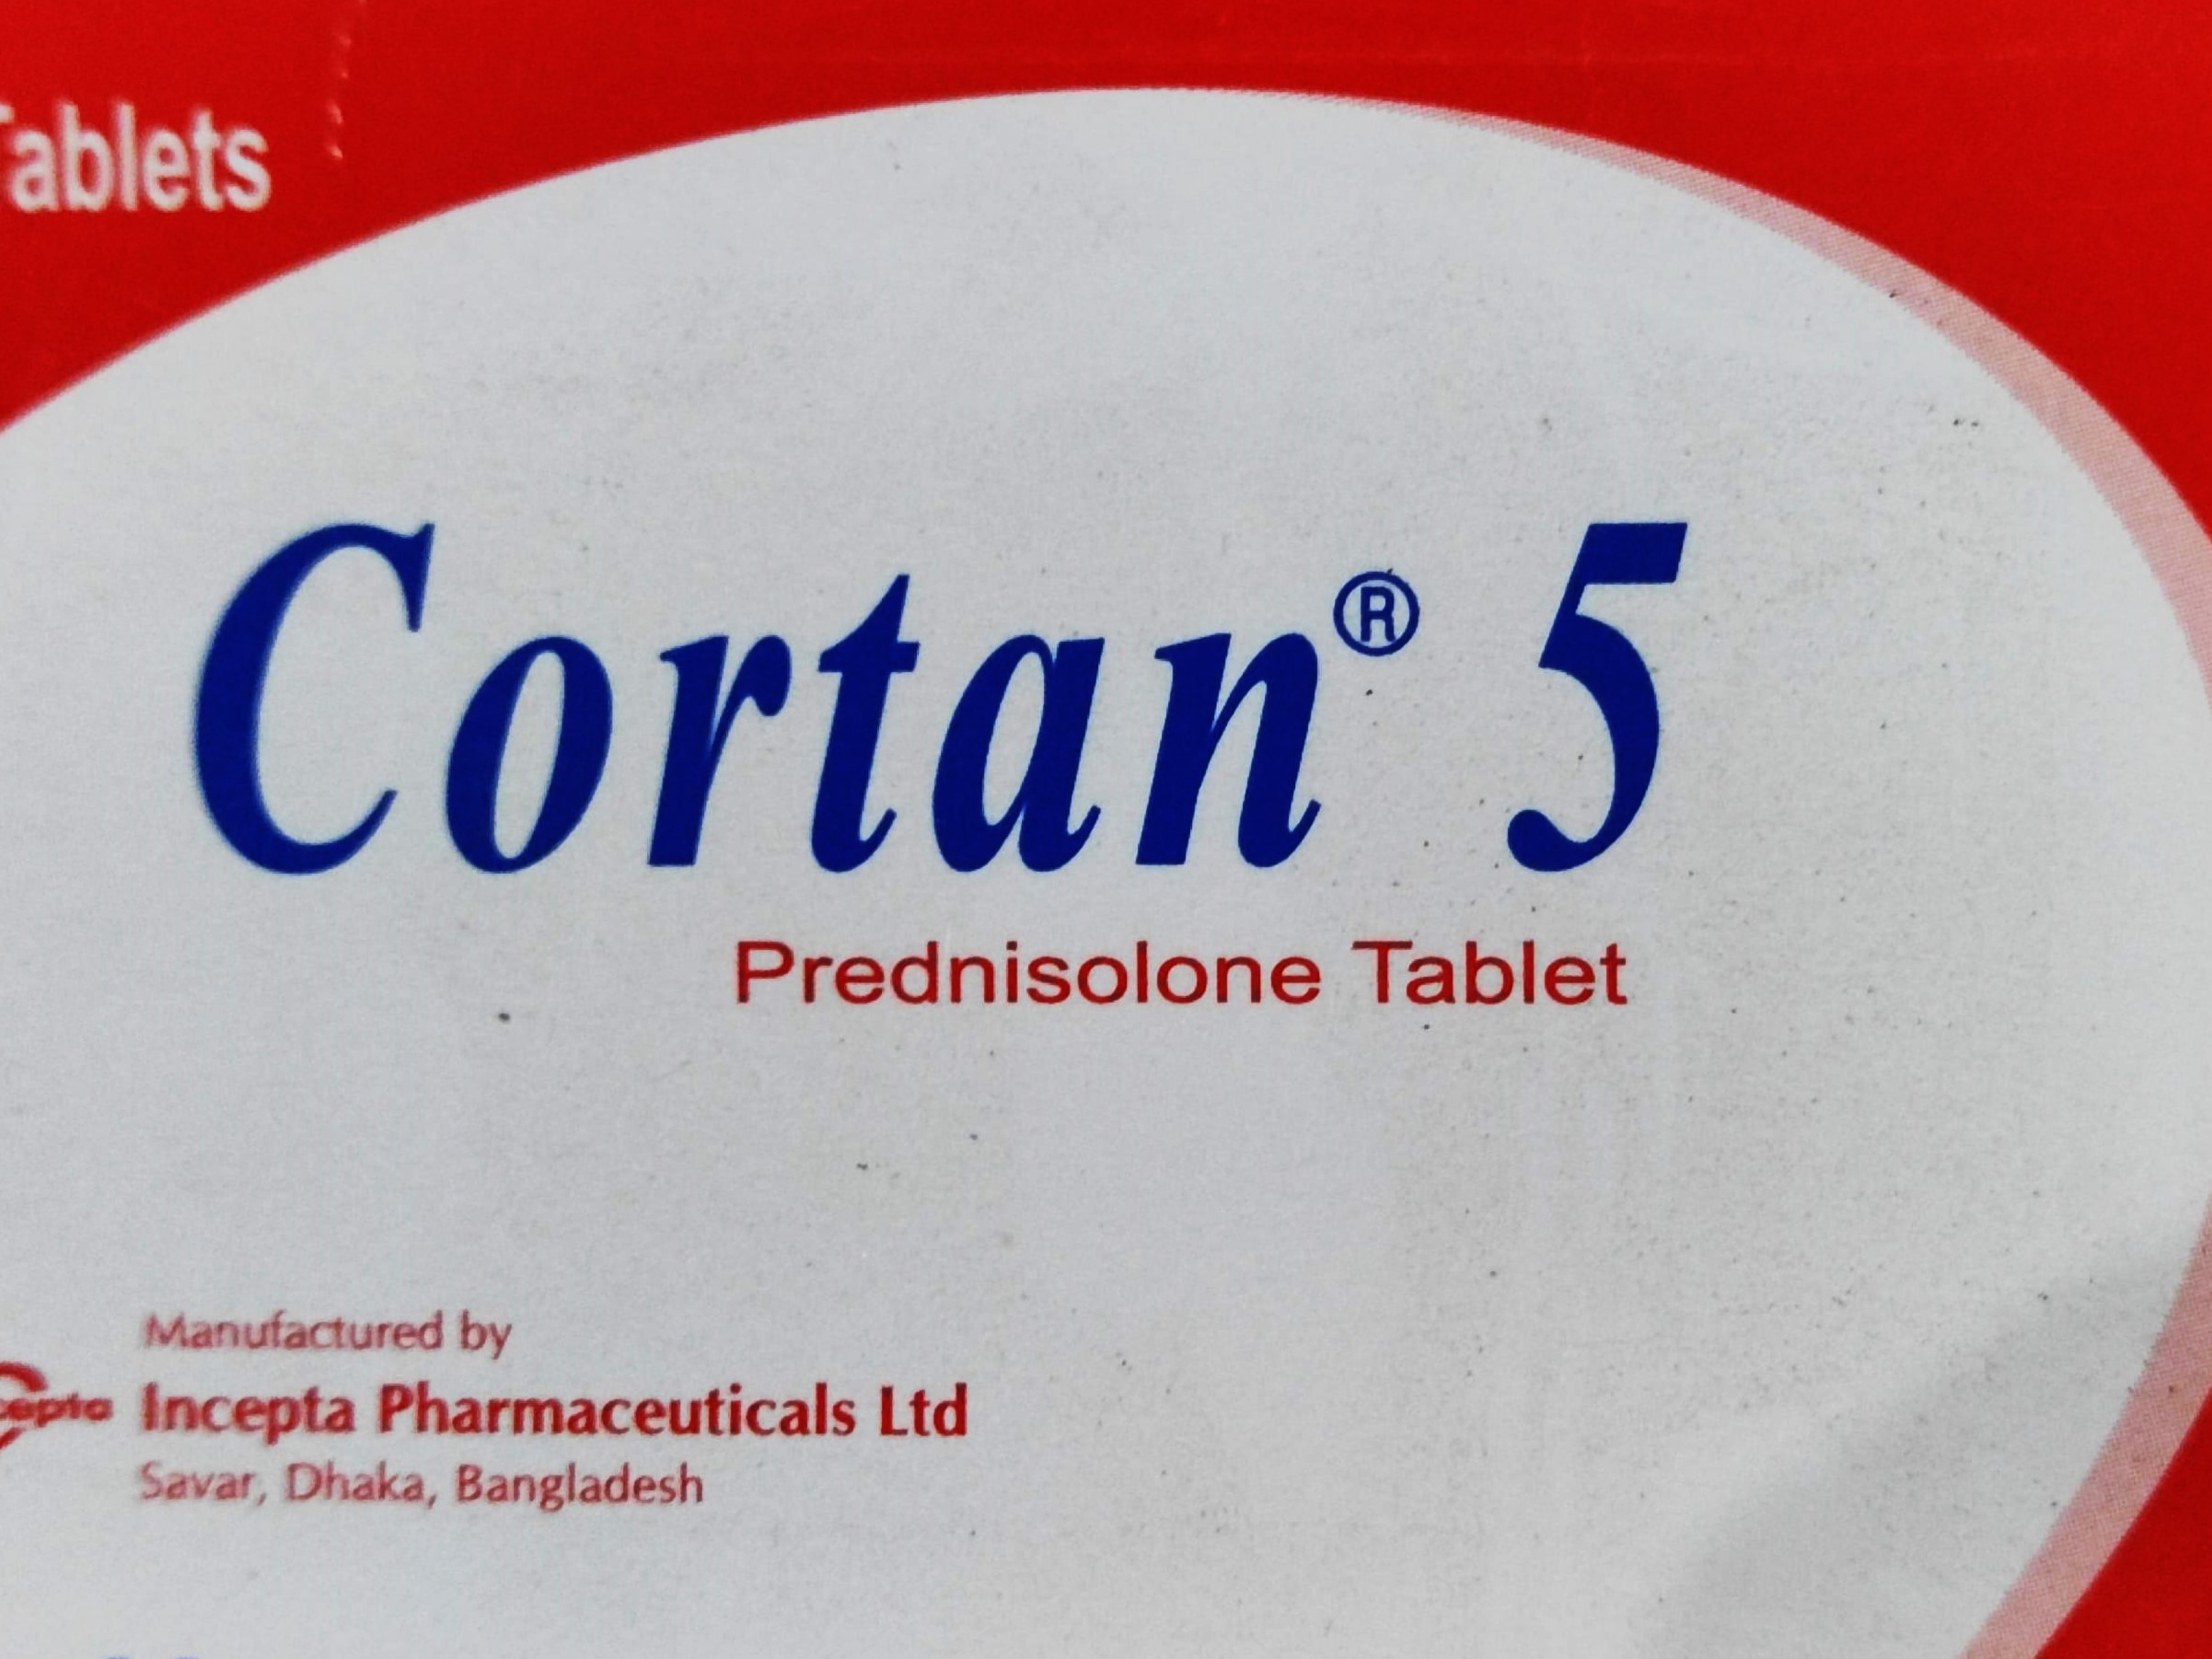 Tablets
Cortan® 5
Prednisolone Tablet
Manufactured by
Incepta Pharmaceuticals Ltd
Savar, Dhaka, Bangladesh